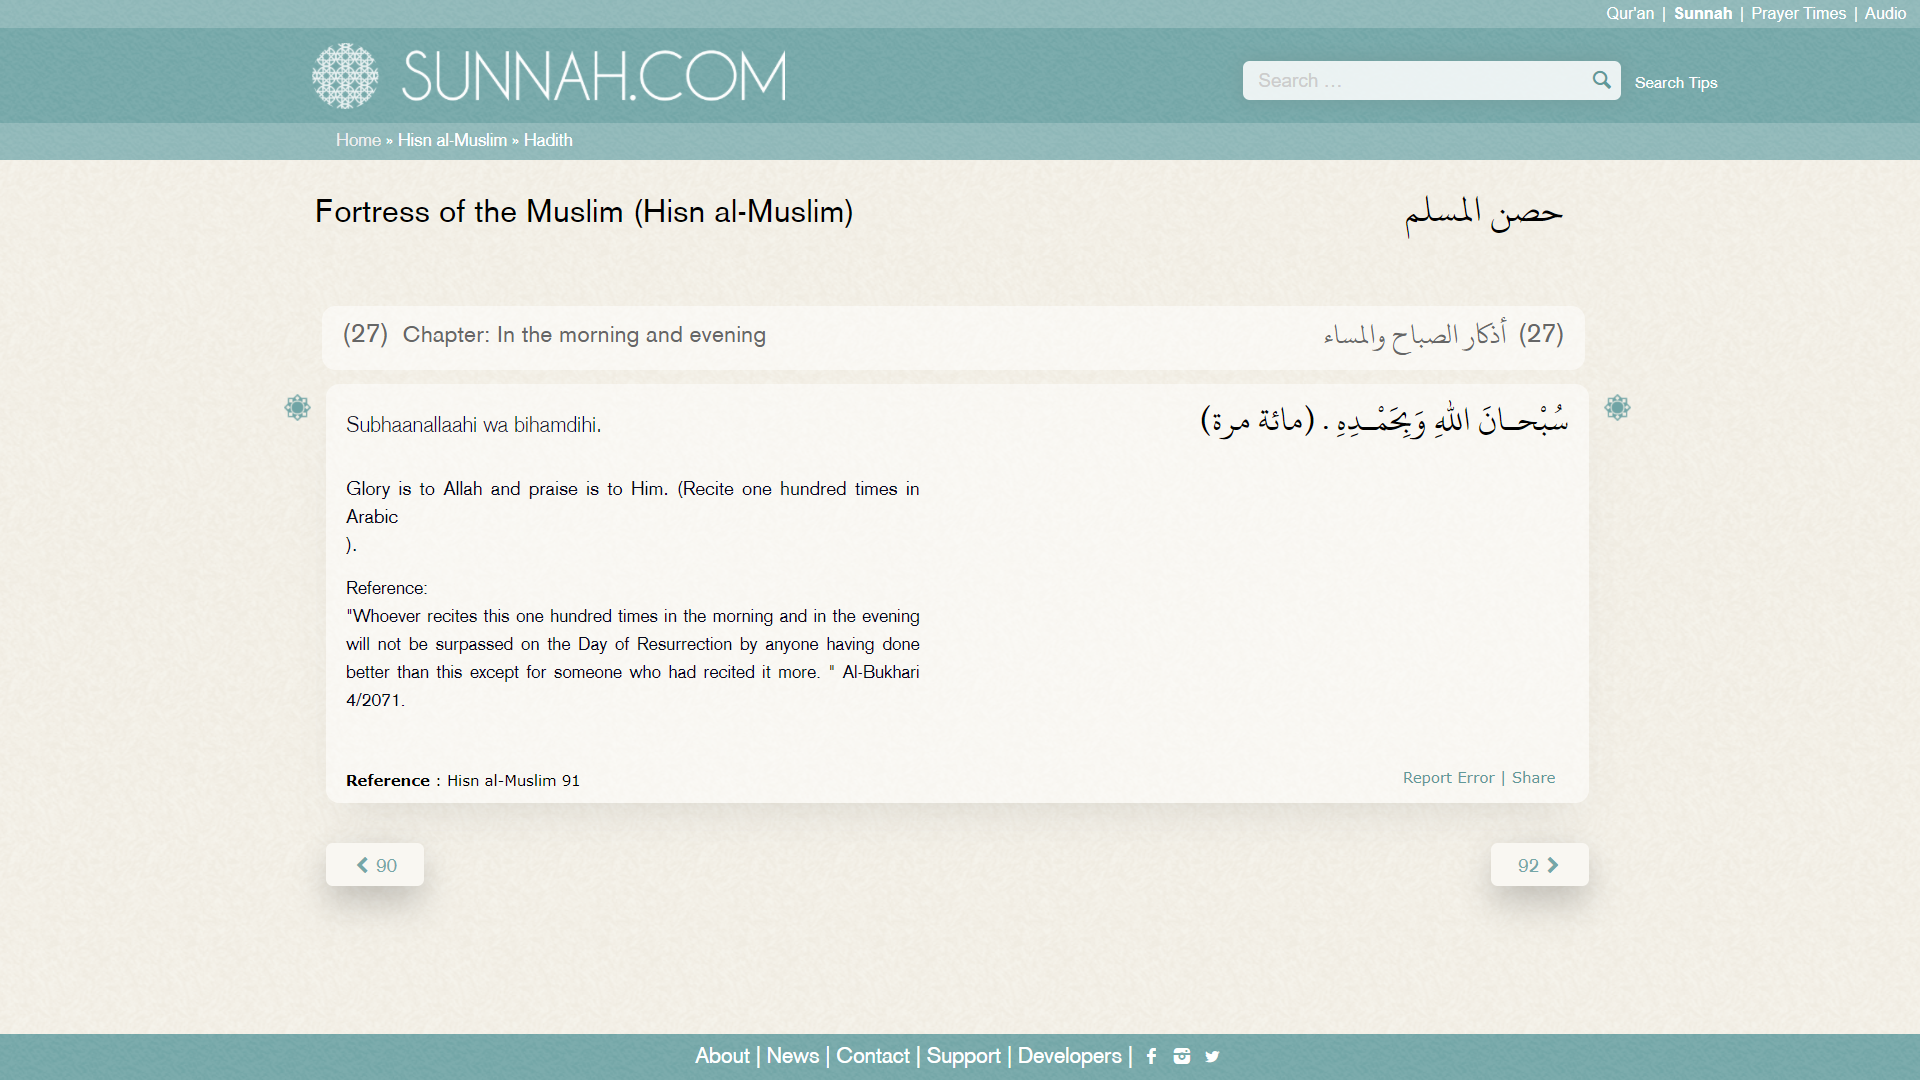 Qur'an | Sunnah | Prayer Times | Audio
SUNNAH.COM
Search …
Search Tips
Home » Hisn al-Muslim » Hadith
Fortress of the Muslim (Hisn al-Muslim)
حصن المسلم
(27) Chapter: In the morning and evening
(27) أذكار الصباح والمساء
Subhaanallaahi wa bihamdihi.
سُبْحـانَ اللهِ وَبِحَمْـدِهِ . (مائة مرة)
Glory is to Allah and praise is to Him. (Recite one hundred times in
Arabic
).
Reference:
"Whoever recites this one hundred times in the morning and in the evening
will not be surpassed on the Day of Resurrection by anyone having done
better than this except for someone who had recited it more. " Al-Bukhari
4/2071.
Reference : Hisn al-Muslim 91
Report Error | Share
90
92
About | News | Contact | Support | Developers |